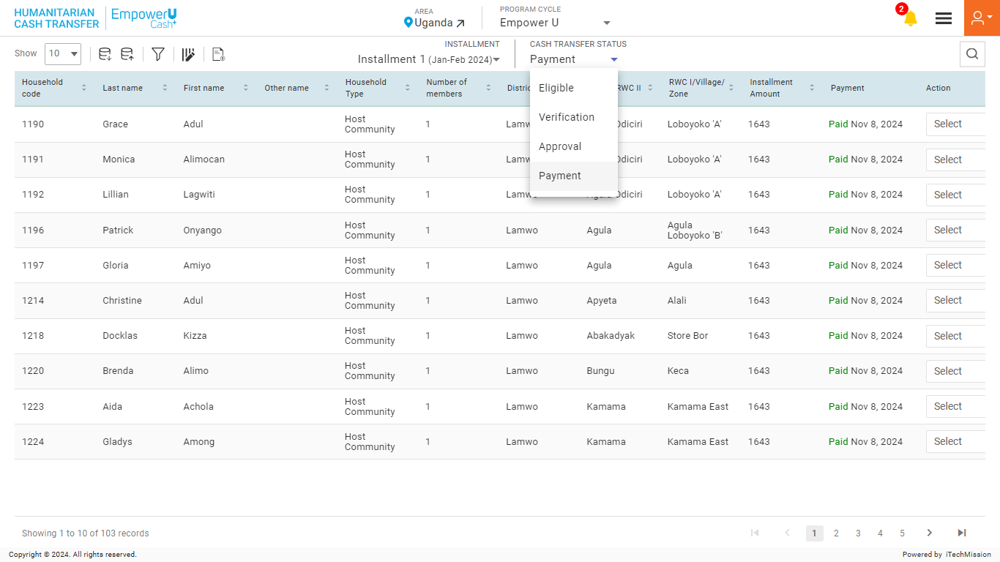 HUMANITARIAN
CASH TRANSFER
EmpowerU
Cash+
AREA
Uganda
PROGRAM CYCLE
Empower U
2
Show
10
INSTALLMENT
Installment 1 (Jan-Feb 2024)
CASH TRANSFER STATUS
Payment
Eligible
Verification
Approval
Payment
Household code Last name First name Other name Household Type Number of members RWC II RWC I/Village/ Zone Installment Amount Payment Action
1190 Grace Adul Host Community 1 Odiciri Loboyoko 'A' 1643 Paid Nov 8, 2024 Select
1191 Monica Alimocan Host Community 1 Odiciri Loboyoko 'A' 1643 Paid Nov 8, 2024 Select
1192 Lillian Lagwiti Host Community 1 Lamwo Agula Odiciri Loboyoko 'A' 1643 Paid Nov 8, 2024 Select
1196 Patrick Onyango Host Community 1 Lamwo Agula Agula Loboyoko 'B' 1643 Paid Nov 8, 2024 Select
1197 Gloria Amiyo Host Community 1 Lamwo Agula Agula 1643 Paid Nov 8, 2024 Select
1214 Christine Adul Host Community 1 Lamwo Apyeta Alali 1643 Paid Nov 8, 2024 Select
1218 Docklas Kizza Host Community 1 Lamwo Abakadyak Store Bor 1643 Paid Nov 8, 2024 Select
1220 Brenda Alimo Host Community 1 Lamwo Bungu Keca 1643 Paid Nov 8, 2024 Select
1223 Aida Achola Host Community 1 Lamwo Kamama Kamama East 1643 Paid Nov 8, 2024 Select
1224 Gladys Among Host Community 1 Lamwo Kamama Kamama East 1643 Paid Nov 8, 2024 Select
Showing 1 to 10 of 103 records
1 2 3 4 5
Copyright © 2024. All rights reserved.
Powered by iTechMission